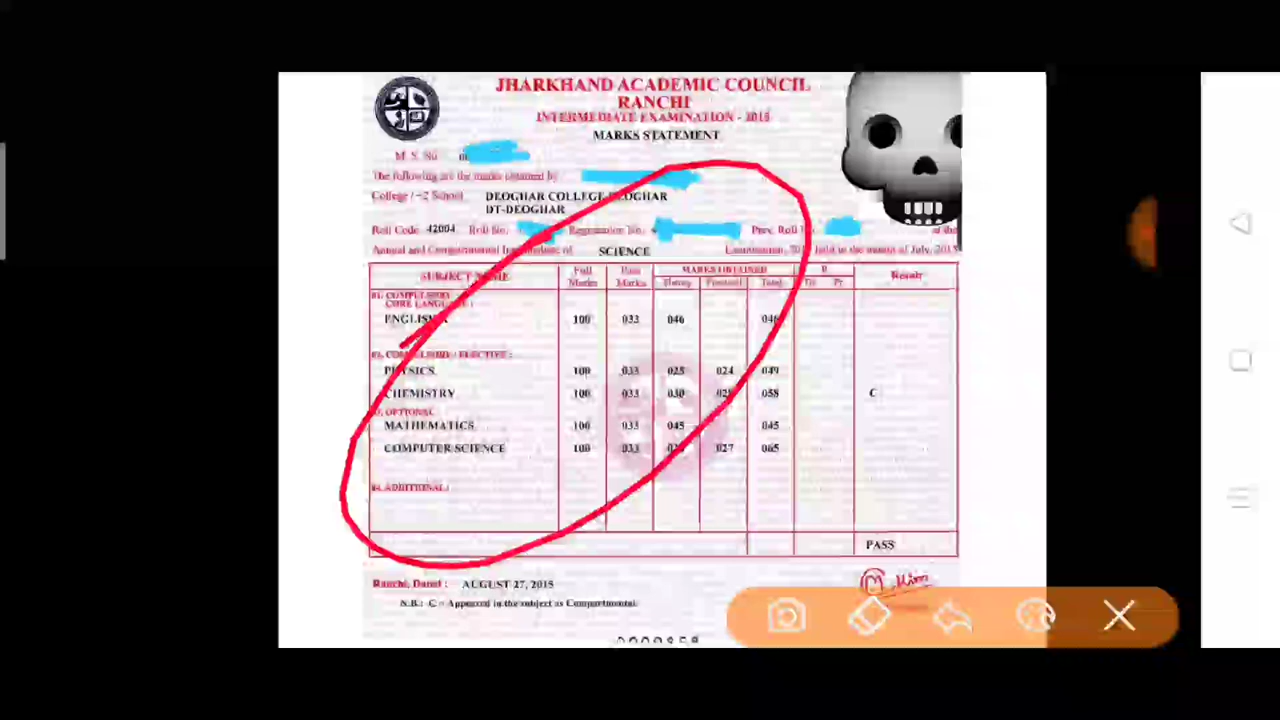 JHARKHAND ACADEMIC COUNCIL
RANCHI
INTERMEDIATE EXAMINATION - 2015
MARKS STATEMENT
M. S. No
The following are the marks obtained by
College / +2 School DEOGHAR COLLEGE DEOGHAR
DT-DEOGHAR
Roll Code 42004 Roll No. Registration No. Prev. Roll
Annual and Compartmental Intermediate of SCIENCE Examination, held in the month of July, 2015
SUBJECT NAME Full Marks Pass Marks MARKS OBTAINED Result
Theory Practical Total Th Pr
COMPULSORY
CORE LANGUAGE :
ENGLISH 100 033 046 046
COMPULSORY / ELECTIVE :
PHYSICS 100 033 025 024 049
CHEMISTRY 100 033 030 058 C
OPTIONAL
MATHEMATICS 100 033 045 045
COMPUTER SCIENCE 100 033 027 065
ADDITIONAL :
PASS
Ranchi, Dated : AUGUST 27, 2015
N.B.: C = Appeared in the subject as Compartmental